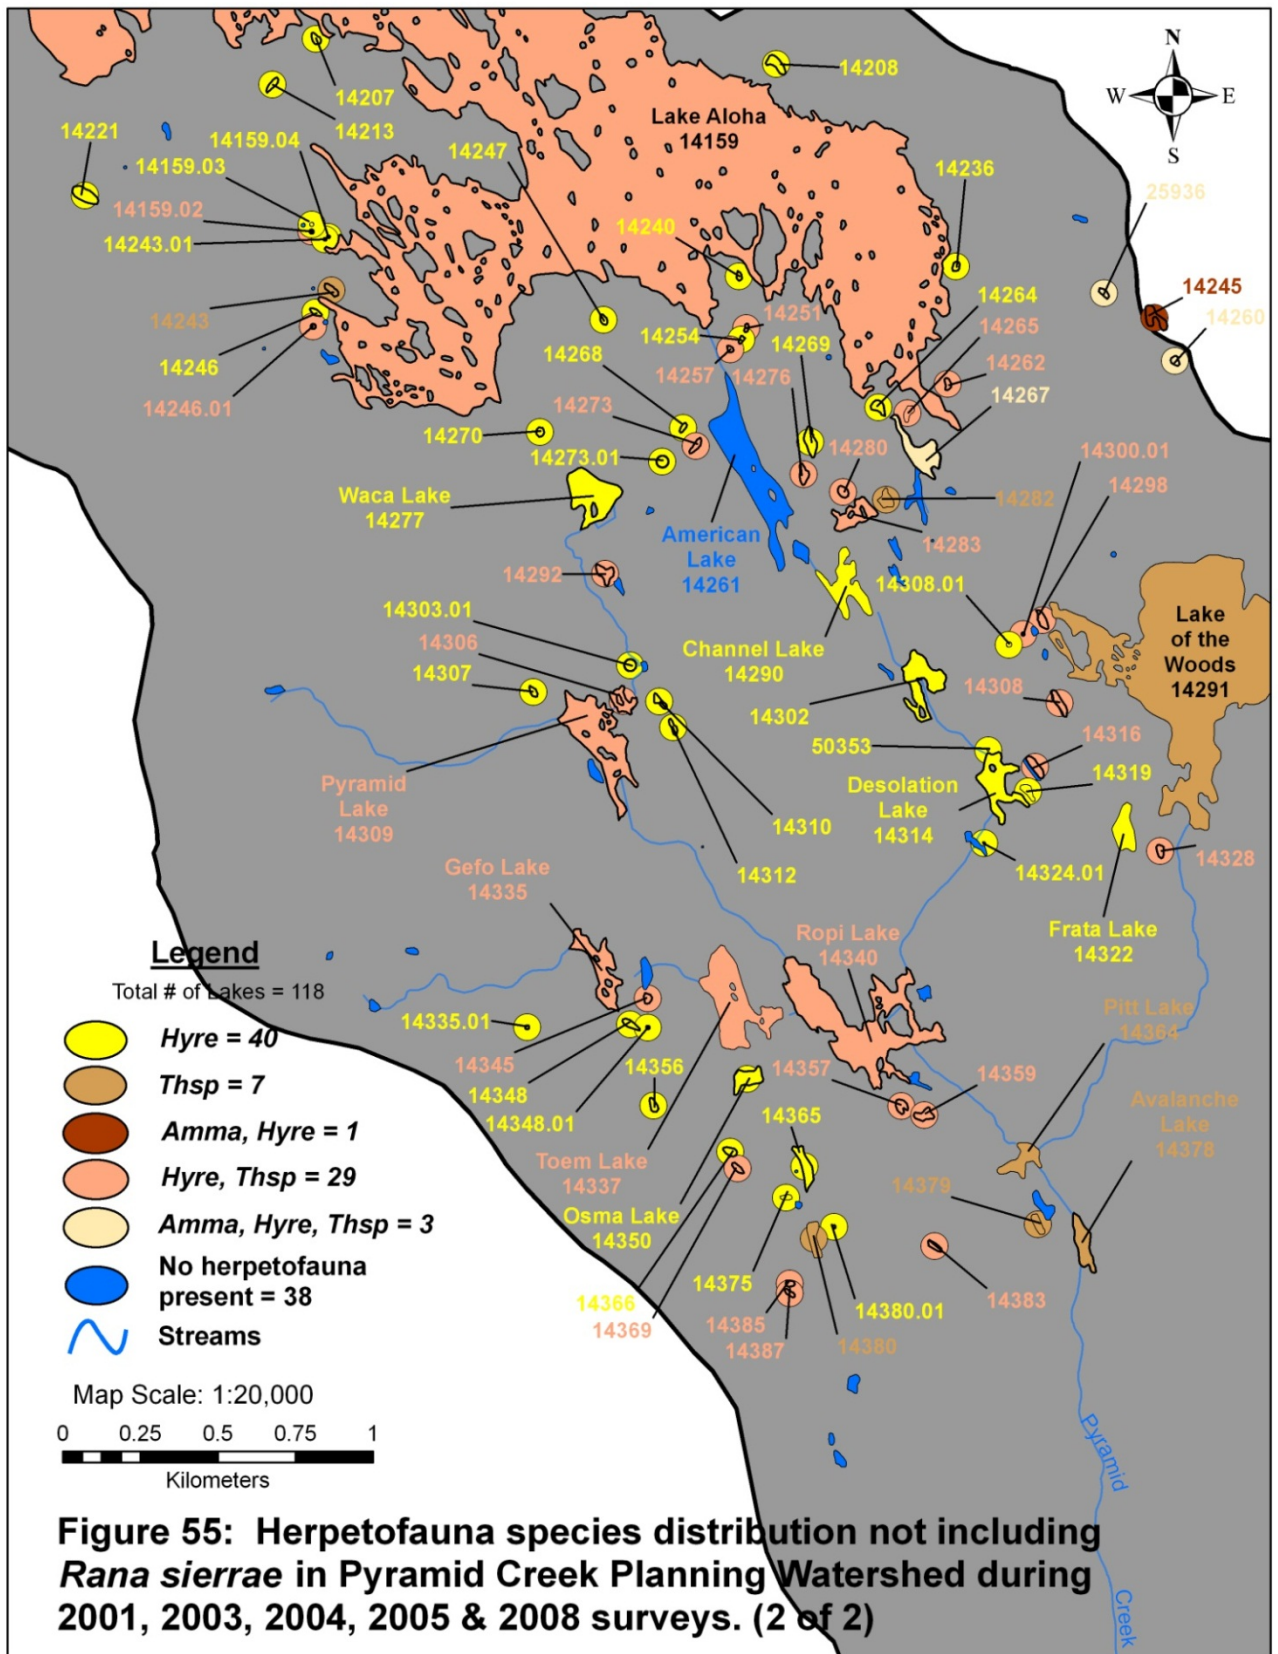 14207
14213
14208
N
W
E
S
Lake Aloha
14159
14221
14159.04
14247
14159.03
14159.02
14243.01
14236
25936
14240
14245
14260
14243
14264
14265
14251
14254
14269
14246
14268
14257
14276
14262
14267
14246.01
14273
14270
14273.01
14280
14300.01
14298
Waca Lake
14277
14282
American
Lake
14261
14283
14292
14308.01
14303.01
14306
14307
Channel Lake
14290
Lake
of the
Woods
14291
14308
14302
50353
14316
14319
Desolation
Lake
14314
Pyramid
Lake
14309
14310
14312
14324.01
14328
Gefo Lake
14335
Ropi Lake
14340
Frata Lake
14322
Legend
Total # of Lakes = 118
Hyre = 40
Thsp = 7
Amma, Hyre = 1
Hyre, Thsp = 29
Amma, Hyre, Thsp = 3
No herpetofauna
present = 38
Streams
14335.01
14345
14348
14348.01
14356
14357
14359
Pitt Lake
14364
Avalanche
Lake
14378
14365
Toem Lake
14337
Osma Lake
14350
14379
14366
14369
14375
14380.01
14383
14385
14387
14380
Map Scale: 1:20,000
0 0.25 0.5 0.75 1
Kilometers
Pyramid
Creek
Figure 55: Herpetofauna species distribution not including
Rana sierrae in Pyramid Creek Planning Watershed during
2001, 2003, 2004, 2005 & 2008 surveys. (2 of 2)